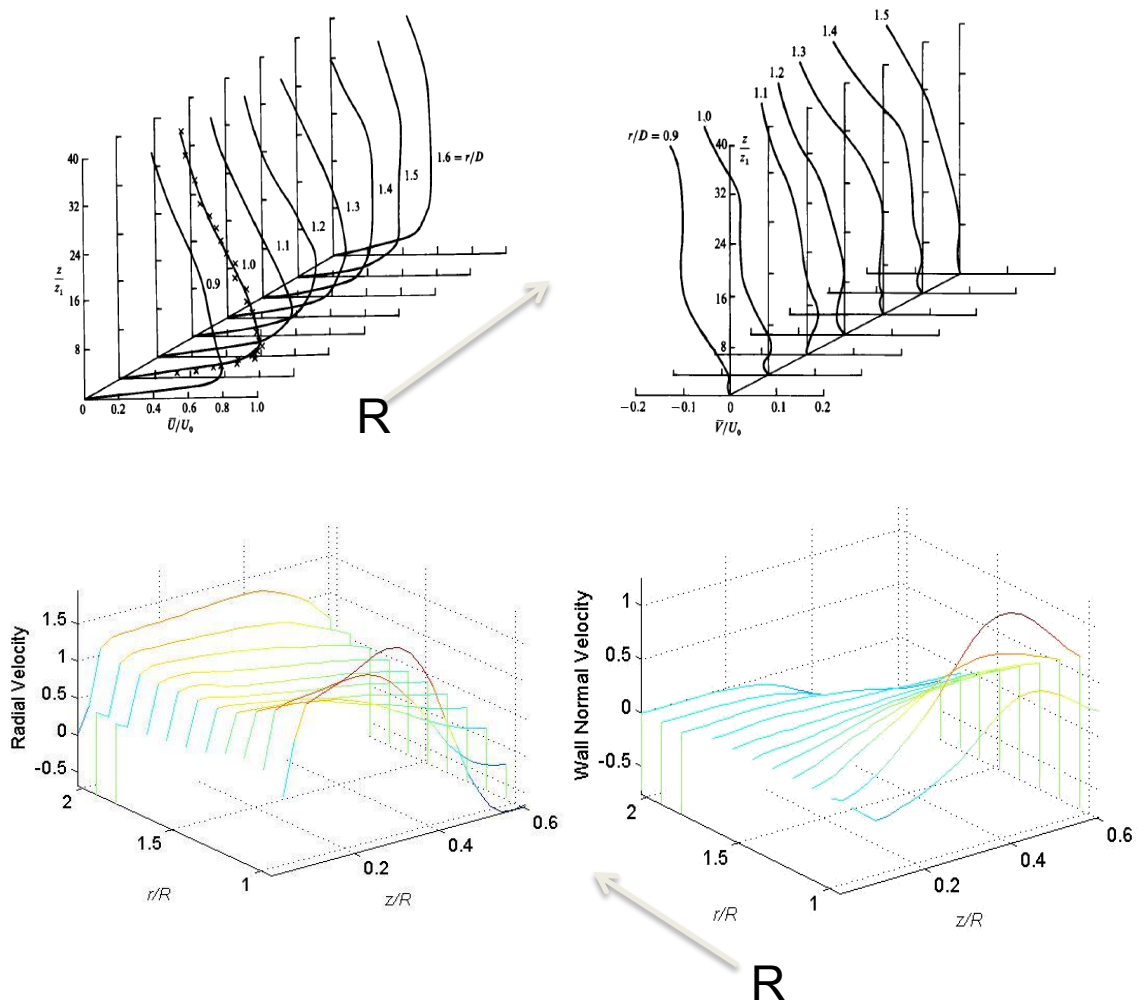 1.6 = r/D
1.5
1.4
1.3
1.2
1.1
1.0
0.9
40
32
24
z/z₁
16
8
0 0.2 0.4 0.6 0.8 1.0
Ū/U₀
R
1.5
1.4
1.3
1.2
1.1
1.0
r/D = 0.9
z/z₁
40
32
24
16
8
−0.2 −0.1 0 0.1 0.2
V̄/U₀
Radial Velocity
1.5
1
0.5
0
-0.5
2
1.5
1
r/R
0.2
0.4
0.6
z/R
Wall Normal Velocity
1
0.5
0
-0.5
2
1.5
1
r/R
0.2
0.4
0.6
z/R
R